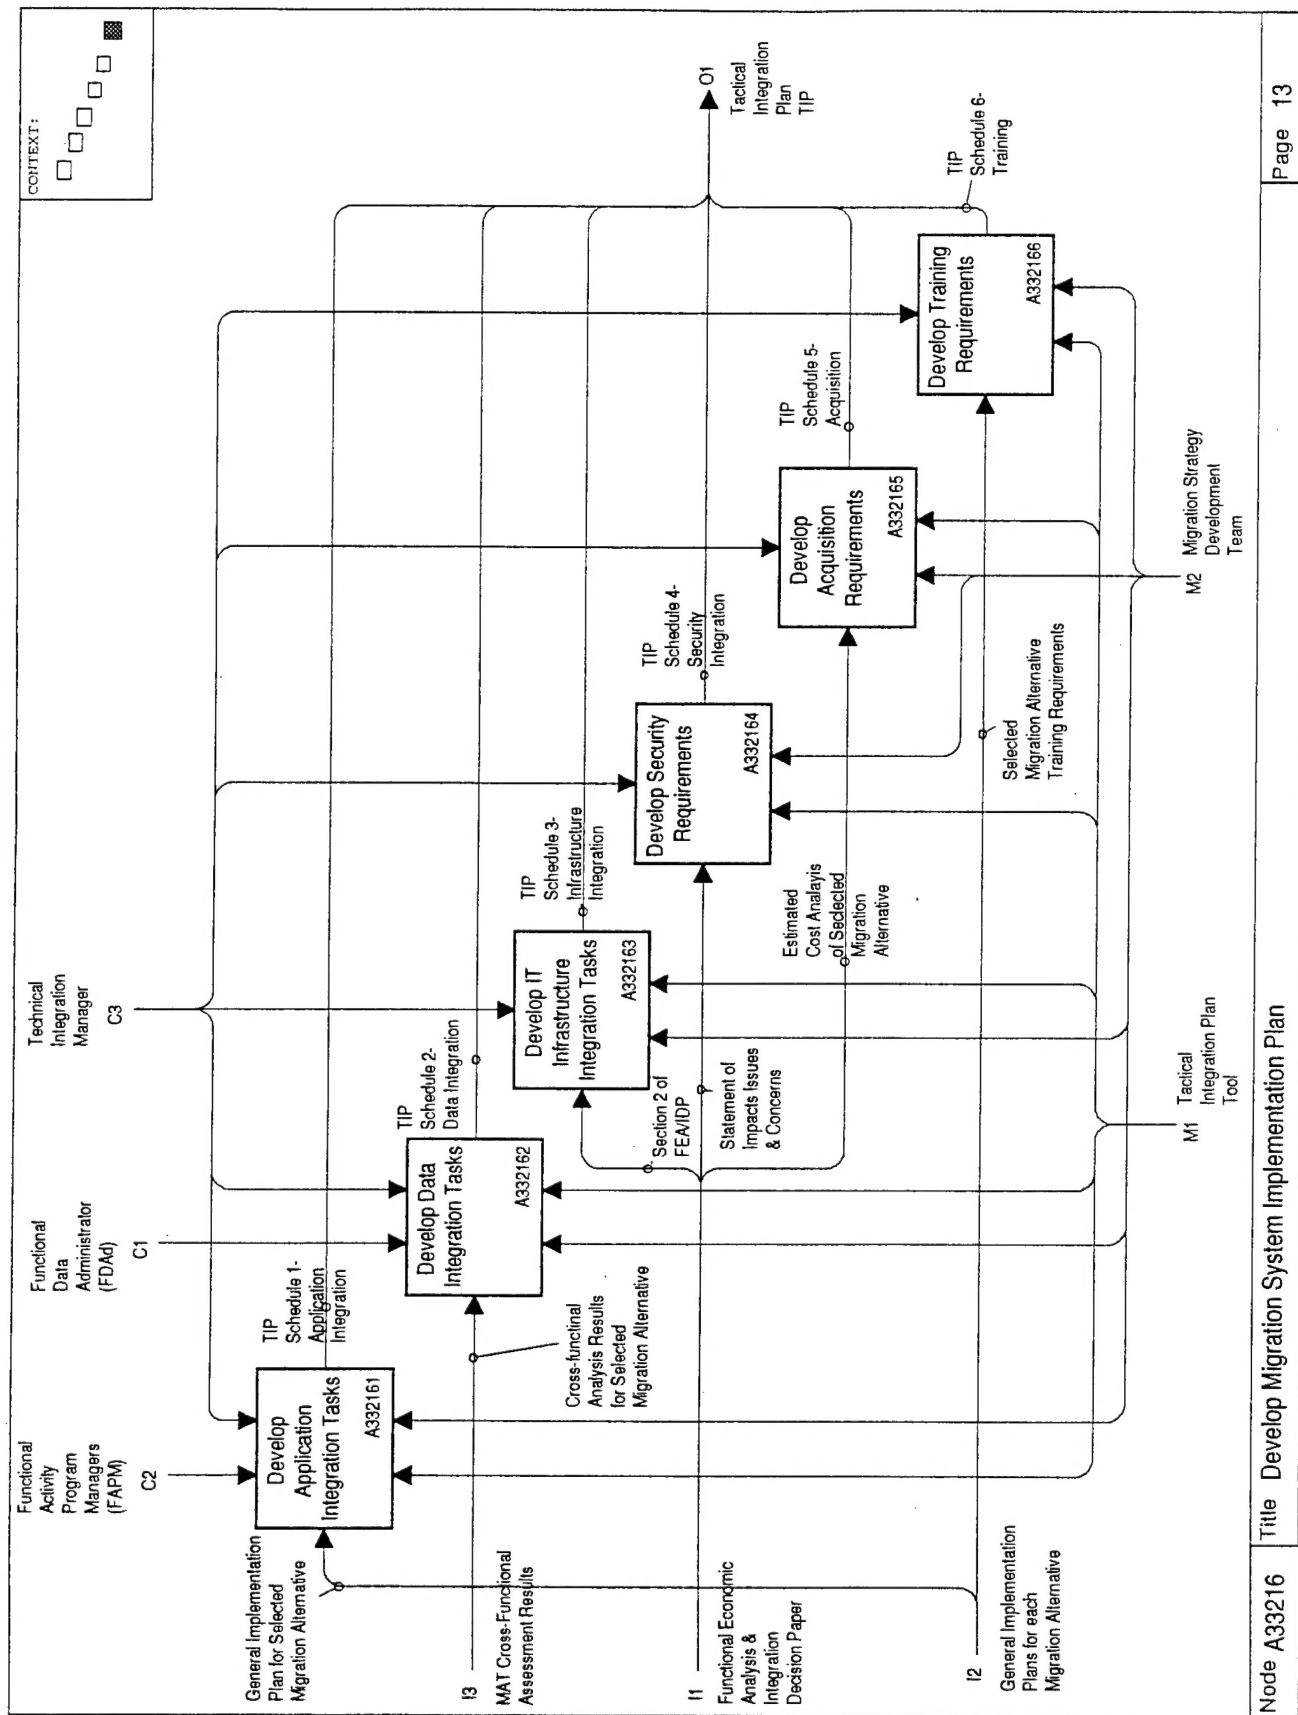 CONTEXT:
Functional
Activity
Program
Managers
(FAPM)
C2
Functional
Data
Administrator
(FDAd)
C1
Technical
Integration
Manager
C3
General Implementation
Plan for Selected
Migration Alternative
Develop
Application
Integration Tasks
A332161
TIP
Schedule 1-
Application
Integration
I3
MAT Cross-Functional
Assessment Results
Cross-functinal
Analysis Results
for Selected
Migration Alternative
Develop Data
Integration Tasks
A332162
TIP
Schedule 2-
Data Integration
Develop IT
Infrastructure
Integration Tasks
A332163
TIP
Schedule 3-
Infrastructure
Integration
Section 2 of
FEA/IDP
I1
Functional Economic
Analysis &
Integration
Decision Paper
Statement of
Impacts Issues
& Concerns
Develop Security
Requirements
A332164
TIP
Schedule 4-
Security
Integration
Estimated
Cost Analayis
of Sedlected
Migration
Alternative
Develop
Acquisition
Requirements
A332165
TIP
Schedule 5-
Acquisition
I2
General Implementation
Plans for each
Migration Alternative
Selected
Migration Alternative
Training Requirements
Develop Training
Requirements
A332166
TIP
Schedule 6-
Training
O1
Tactical
Integration
Plan
TIP
M1
Tactical
Integration Plan
Tool
M2
Migration Strategy
Development
Team
Node A33216
Title Develop Migration System Implementation Plan
Page 13